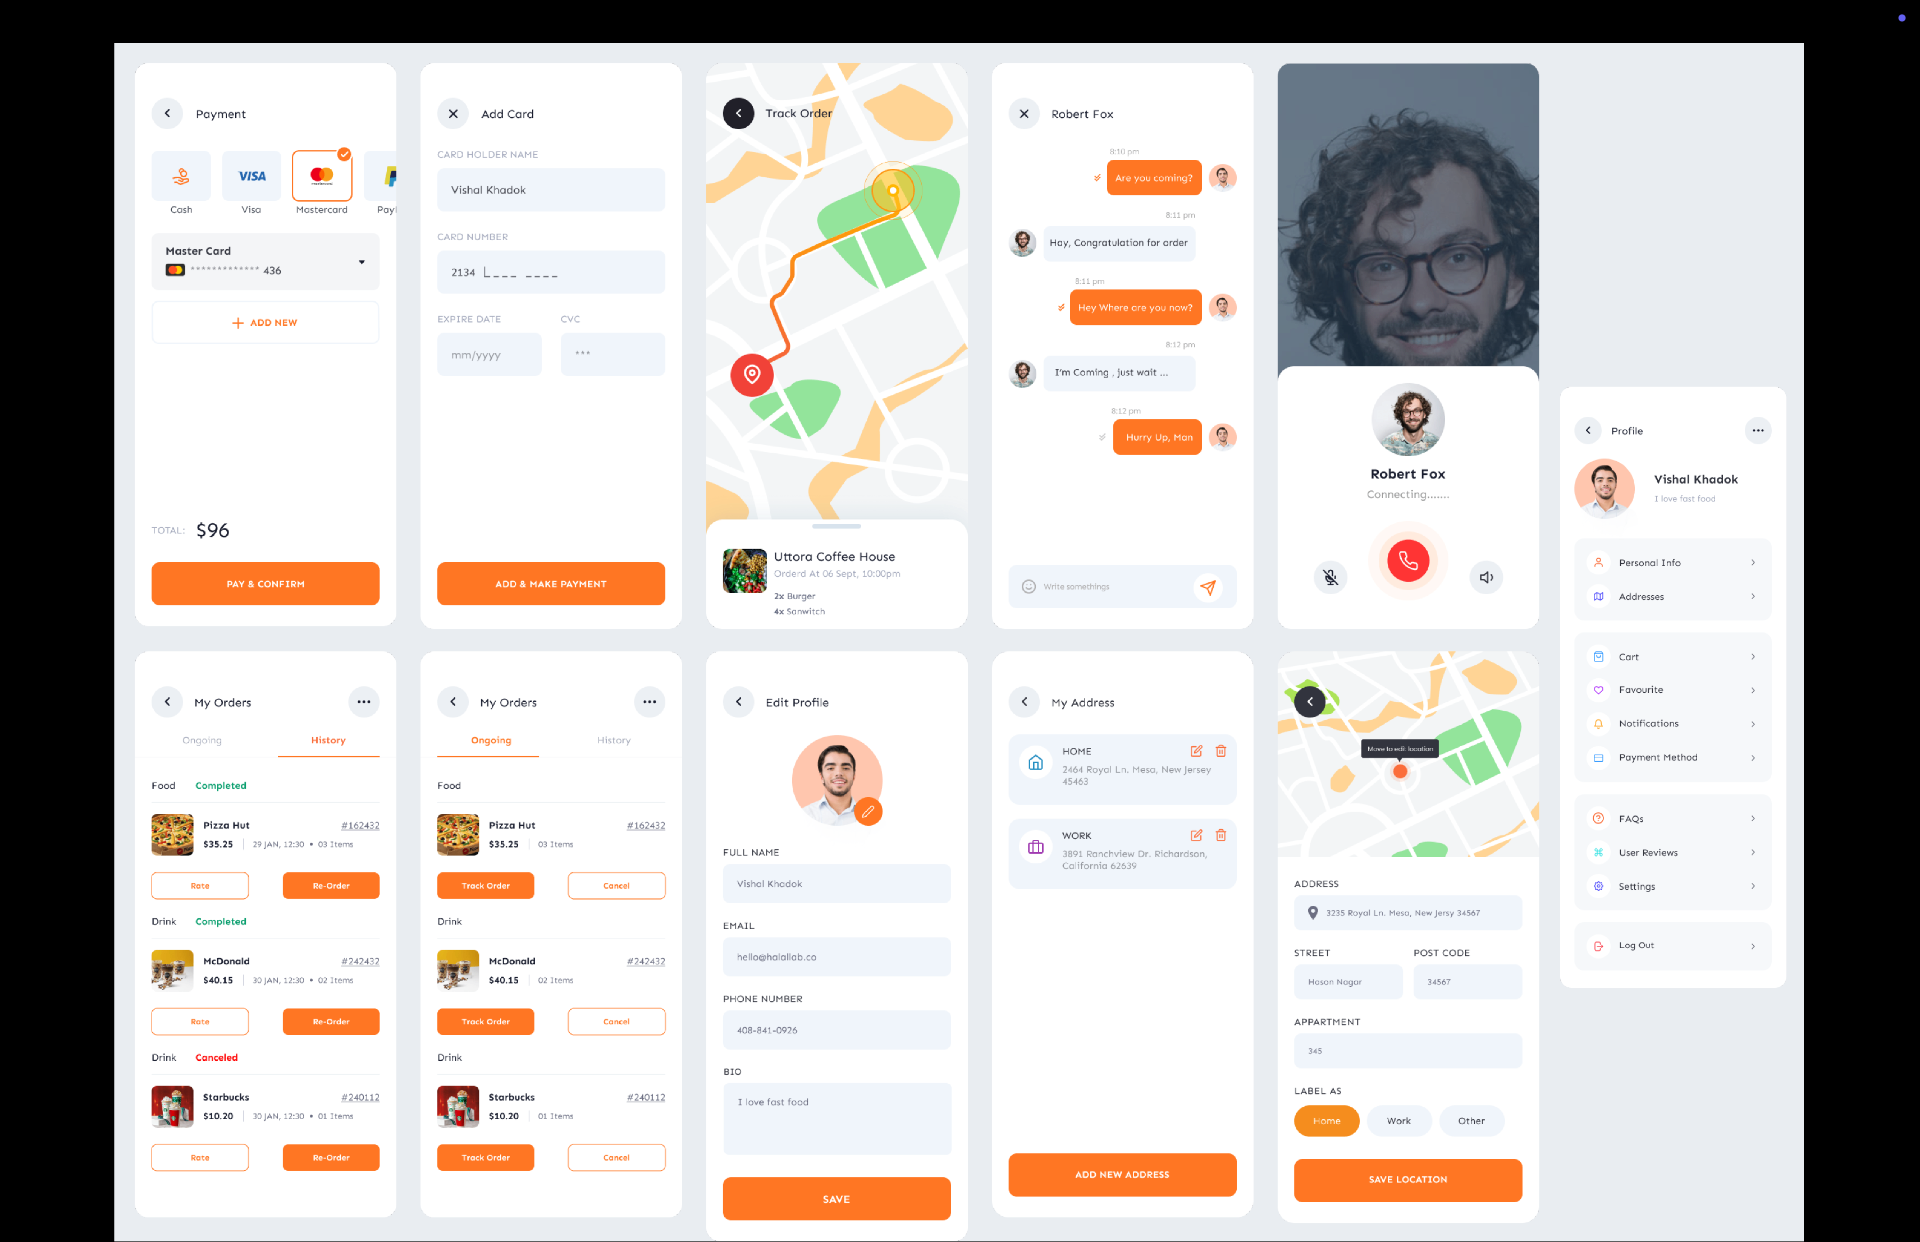 Payment
VISA
mastercard
Cash
Visa
Mastercard
Payl
Master Card
************* 436
ADD NEW
TOTAL: $96
PAY & CONFIRM
Add Card
CARD HOLDER NAME
Vishal Khadok
CARD NUMBER
2134 |_ _ _ _ _ _ _ _
EXPIRE DATE
CVC
mm/yyyy
***
ADD & MAKE PAYMENT
Track Order
Uttora Coffee House
Orderd At 06 Sept, 10:00pm
2x Burger
4x Sanwitch
Robert Fox
8:10 pm
Are you coming?
8:11 pm
Hay, Congratulation for order
8:11 pm
Hey Where are you now?
8:12 pm
I'm Coming , just wait ...
8:12 pm
Hurry Up, Man
Write somethings
Robert Fox
Connecting.......
Profile
Vishal Khadok
I love fast food
Personal Info
Addresses
Cart
Favourite
Notifications
Payment Method
FAQs
User Reviews
Settings
Log Out
My Orders
Ongoing
History
Food Completed
Pizza Hut #162432
$35.25 29 JAN, 12:30 • 03 Items
Rate
Re-Order
Drink Completed
McDonald #242432
$40.15 30 JAN, 12:30 • 02 Items
Rate
Re-Order
Drink Canceled
Starbucks #240112
$10.20 30 JAN, 12:30 • 01 Items
Rate
Re-Order
My Orders
Ongoing
History
Food
Pizza Hut #162432
$35.25 03 Items
Track Order
Cancel
Drink
McDonald #242432
$40.15 02 Items
Track Order
Cancel
Drink
Starbucks #240112
$10.20 01 Items
Track Order
Cancel
Edit Profile
FULL NAME
Vishal Khadok
EMAIL
hello@halallab.co
PHONE NUMBER
408-841-0926
BIO
I love fast food
SAVE
My Address
HOME
2464 Royal Ln. Mesa, New Jersey
45463
WORK
3891 Ranchview Dr. Richardson,
California 62639
ADD NEW ADDRESS
Move to edit location
ADDRESS
3235 Royal Ln. Mesa, New Jersy 34567
STREET
POST CODE
Hason Nagar
34567
APPARTMENT
345
LABEL AS
Home
Work
Other
SAVE LOCATION